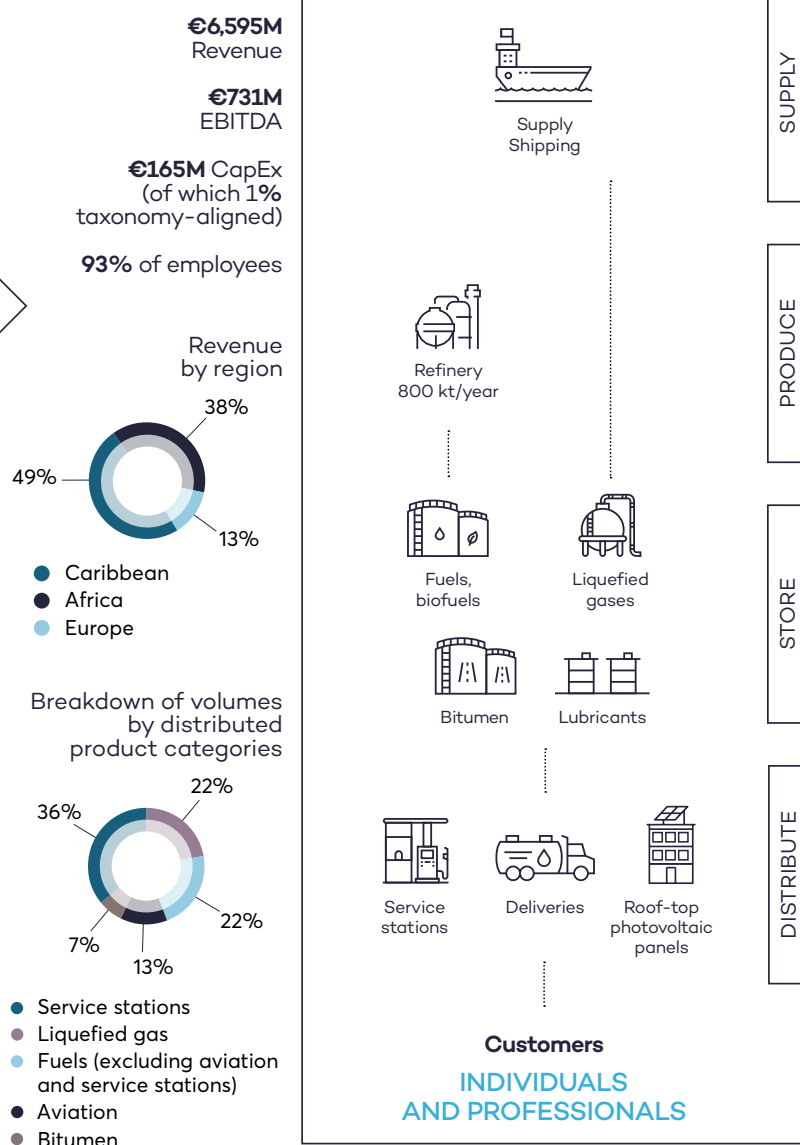 €6,595M
Revenue
€731M
EBITDA
€165M CapEx
(of which 1%
taxonomy-aligned)
93% of employees
Revenue
by region
38%
49%
13%
Caribbean
Africa
Europe
Breakdown of volumes
by distributed
product categories
22%
36%
22%
7%
13%
Service stations
Liquefied gas
Fuels (excluding aviation
and service stations)
Aviation
Bitumen
Supply
Shipping
Refinery
800 kt/year
Fuels,
biofuels
Liquefied
gases
Bitumen
Lubricants
Service
stations
Deliveries
Roof-top
photovoltaic
panels
Customers
INDIVIDUALS
AND PROFESSIONALS
SUPPLY
PRODUCE
STORE
DISTRIBUTE